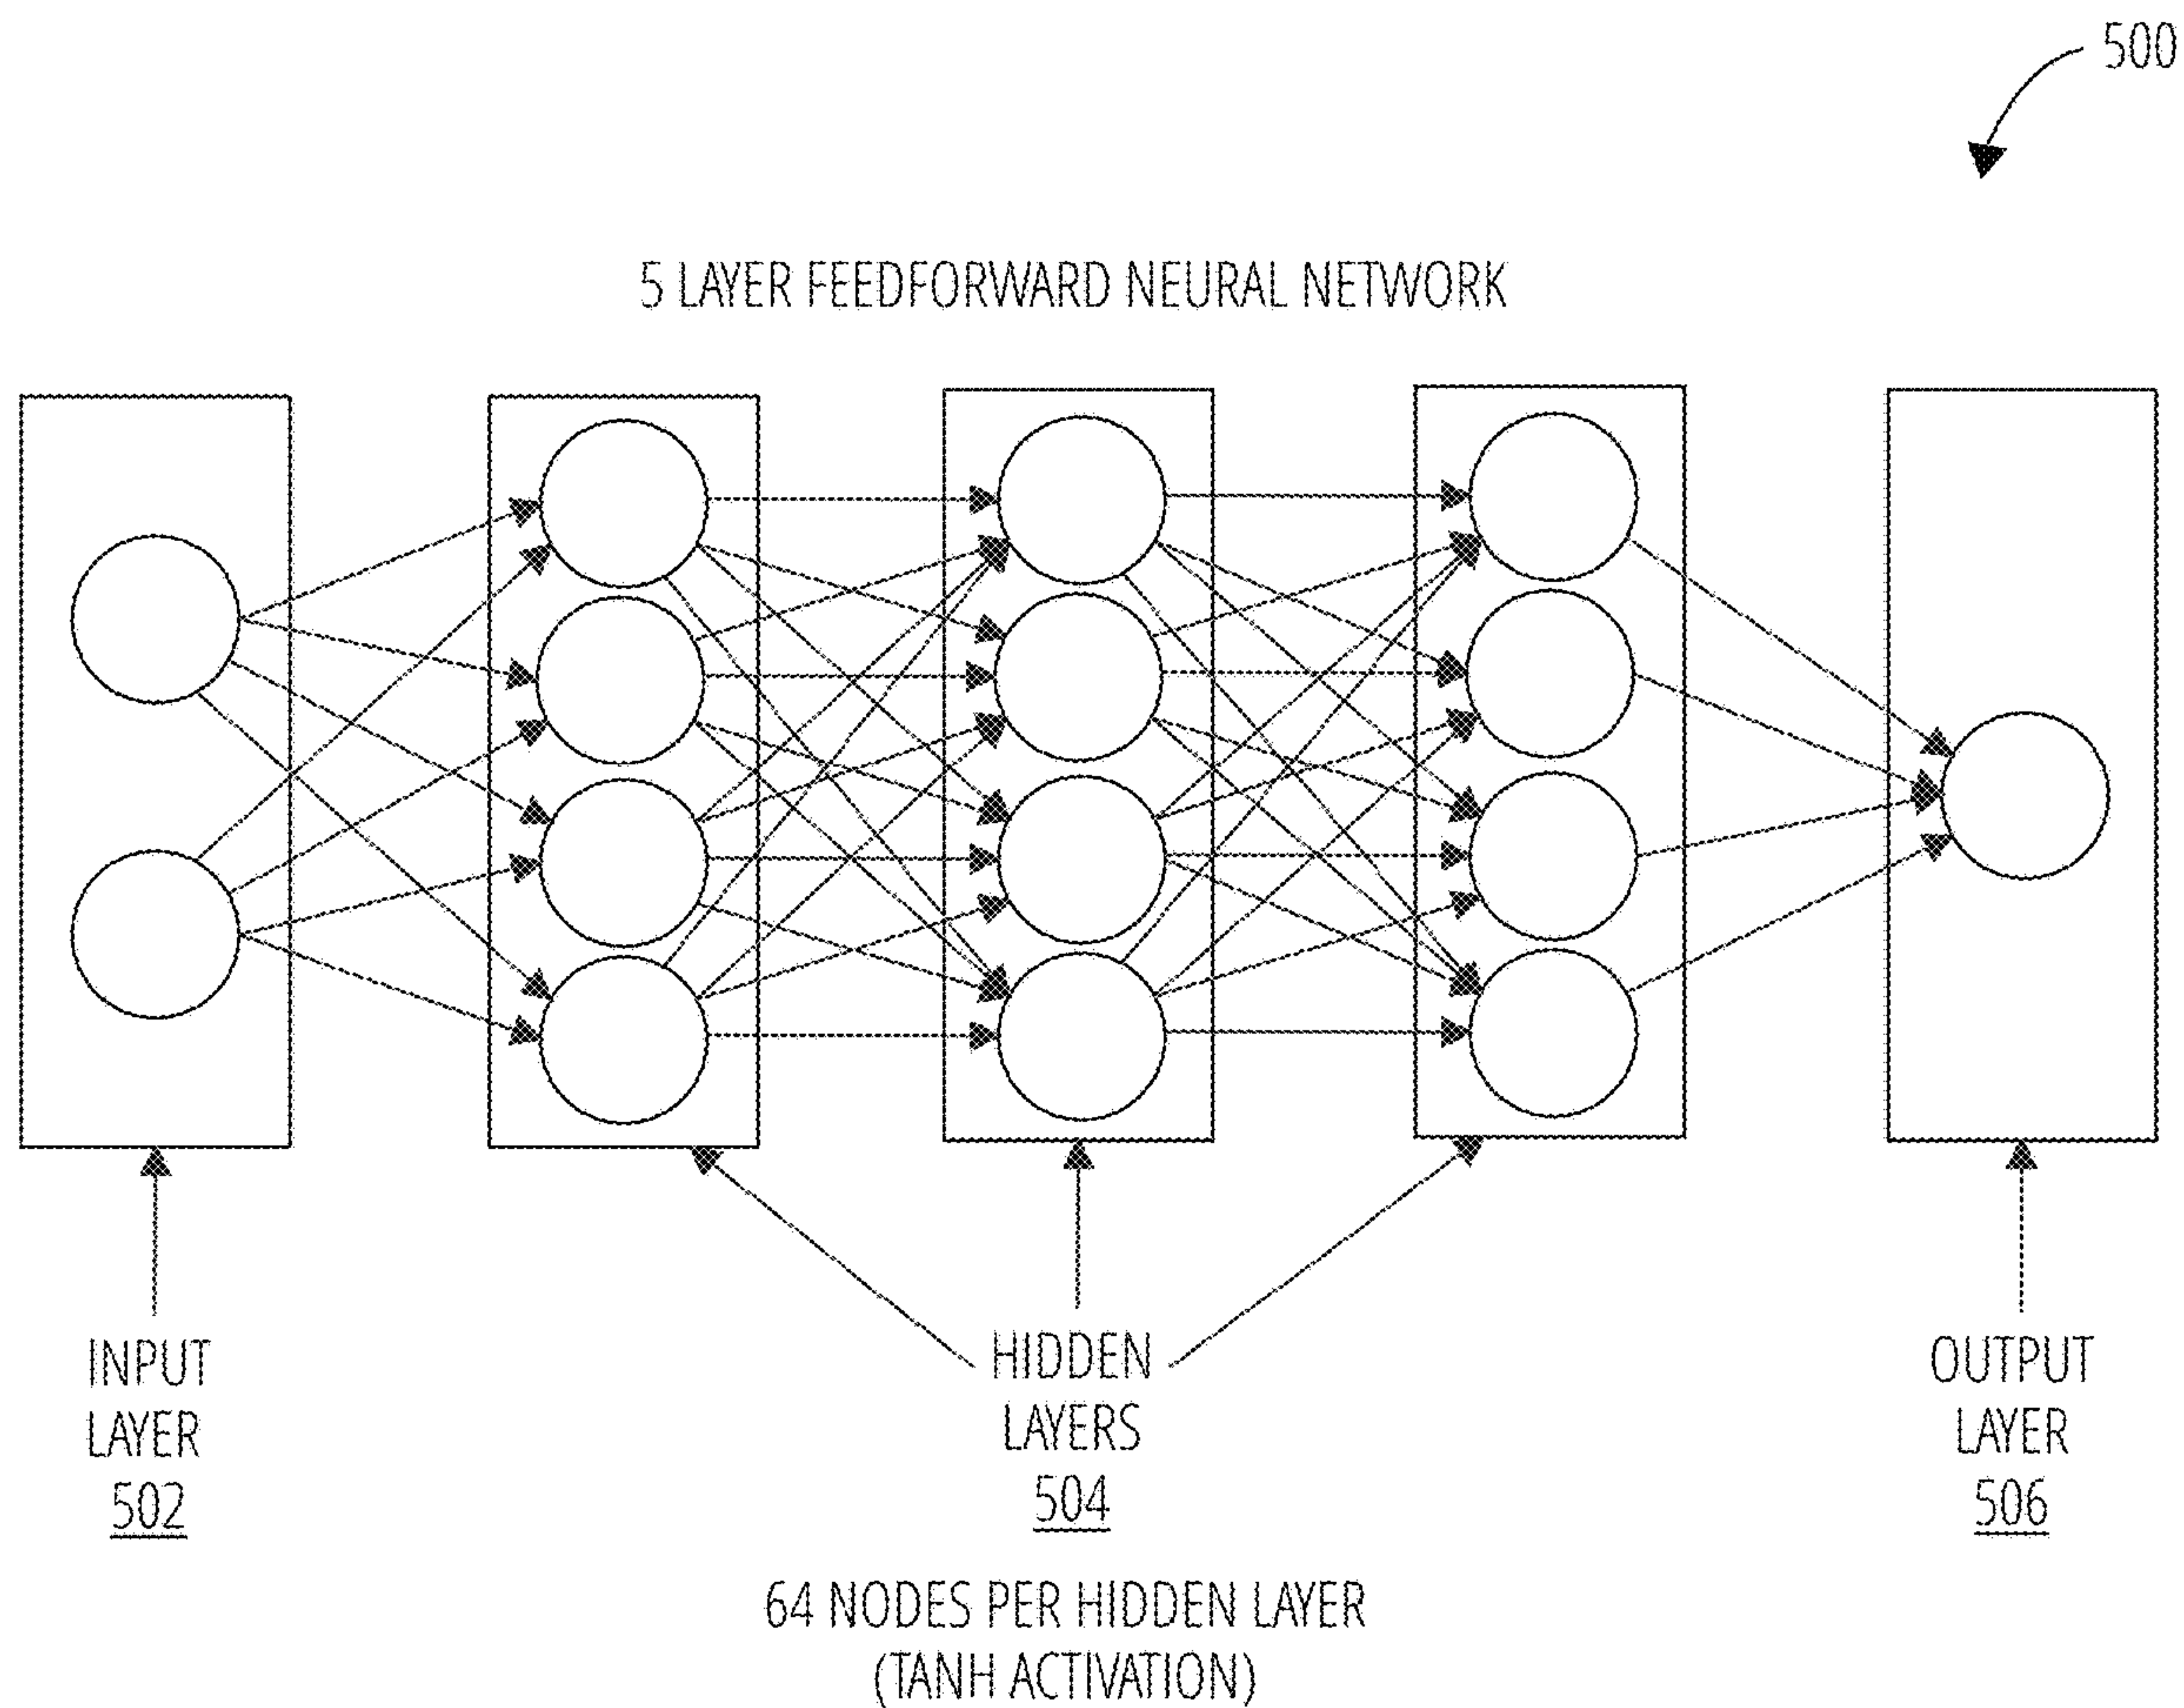 500
5 LAYER FEEDFORWARD NEURAL NETWORK
INPUT
LAYER
502
HIDDEN
LAYERS
504
OUTPUT
LAYER
506
64 NODES PER HIDDEN LAYER
(TANH ACTIVATION)